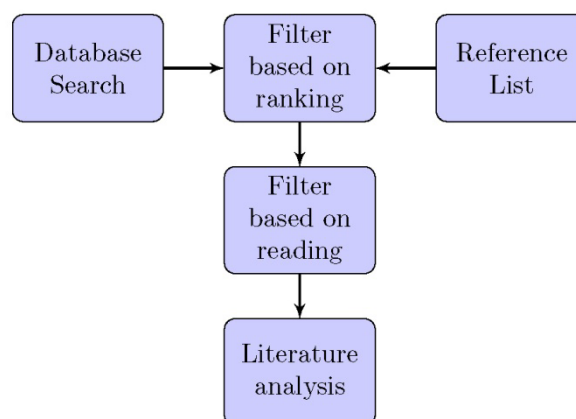 Database
Search
Filter
based on
ranking
Reference
List
Filter
based on
reading
Literature
analysis